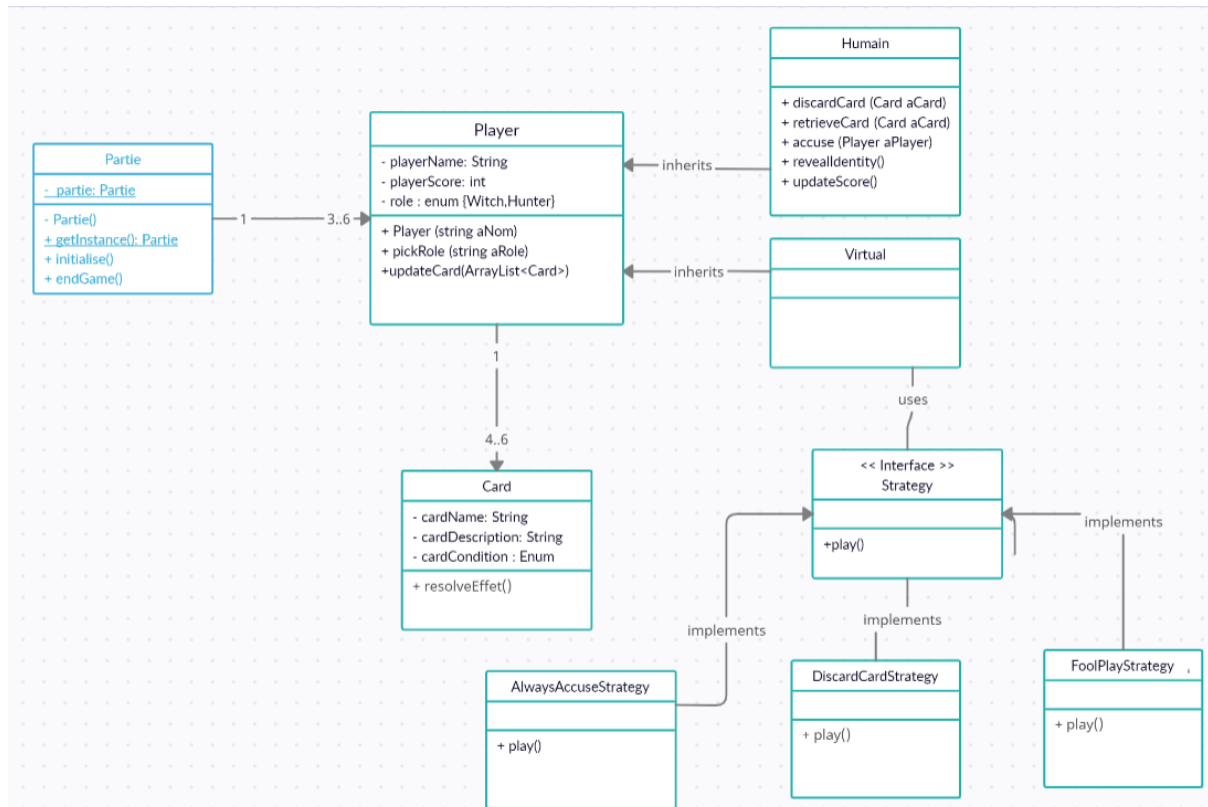 Partie
- partie: Partie
- Partie()
+ getInstance(): Partie
+ initialise()
+ endGame()
1
3..6
Player
- playerName: String
- playerScore: int
- role : enum {Witch,Hunter}
+ Player (string aNom)
+ pickRole (string aRole)
+updateCard(ArrayList<Card>)
inherits
Humain
+ discardCard (Card aCard)
+ retrieveCard (Card aCard)
+ accuse (Player aPlayer)
+ revealIdentity()
+ updateScore()
inherits
Virtual
uses
1
4..6
Card
- cardName: String
- cardDescription: String
- cardCondition : Enum
+ resolveEffet()
<< Interface >>
Strategy
+play()
implements
implements
implements
AlwaysAccuseStrategy
+ play()
DiscardCardStrategy
+ play()
FoolPlayStrategy
+ play()